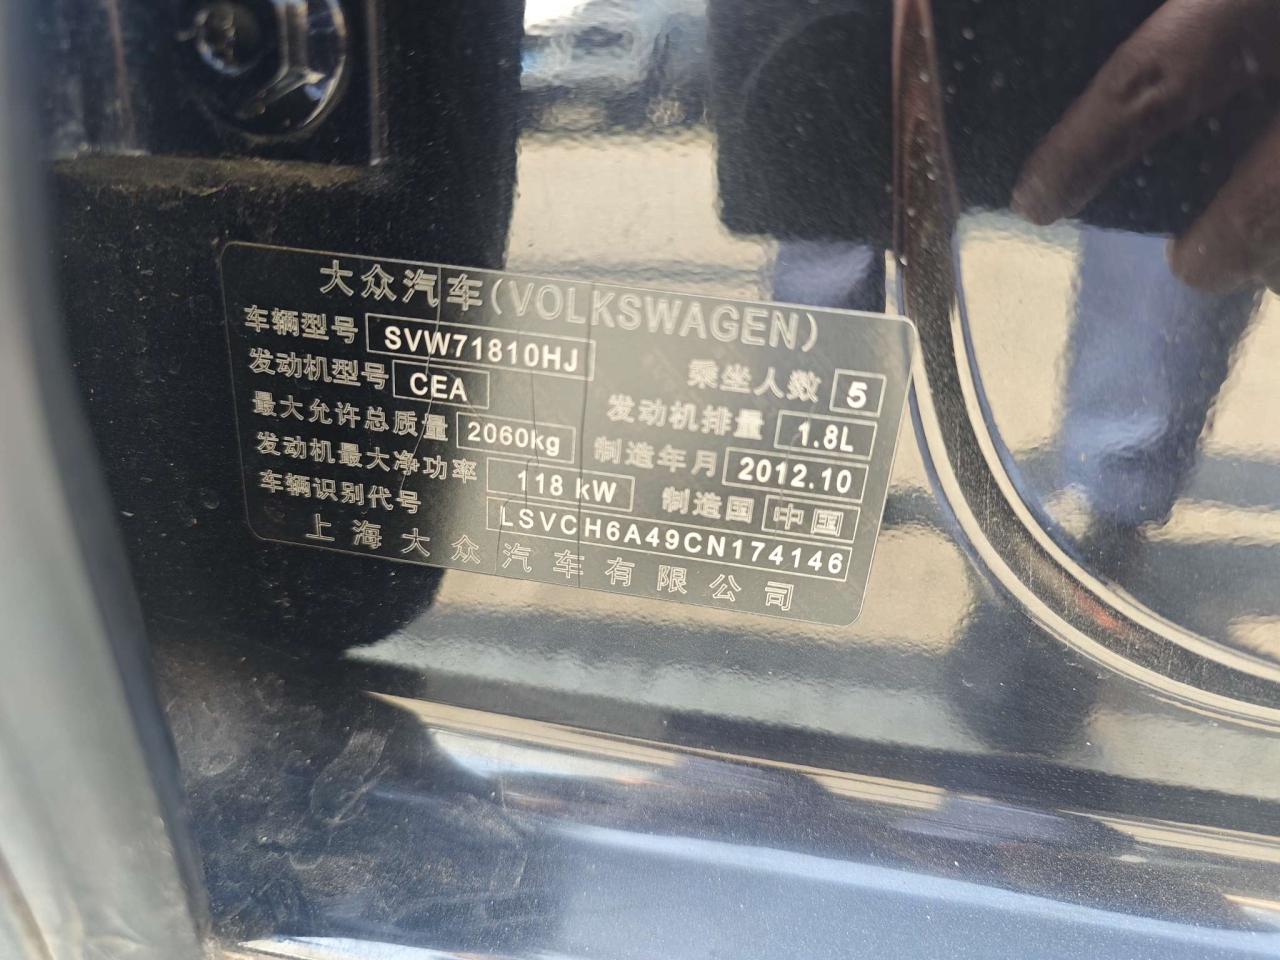 大众汽车(VOLKSWAGEN)
车辆型号 SVW71810HJ 乘坐人数 5
发动机型号 CEA 发动机排量 1.8L
最大允许总质量 2060kg 制造年月 2012.10
发动机最大净功率 118 kW 制造国 中国
车辆识别代号 LSVCH6A49CN174146
上海大众汽车有限公司